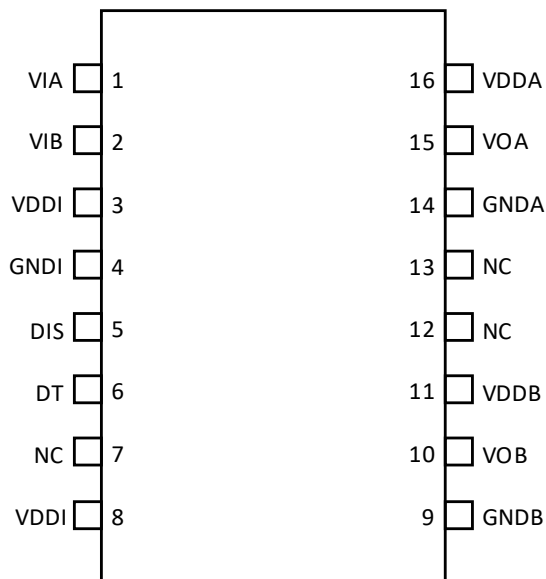 VIA 1 16 VDDA
VIB 2 15 VOA
VDDI 3 14 GNDA
GNDI 4 13 NC
DIS 5 12 NC
DT 6 11 VDDB
NC 7 10 VOB
VDDI 8 9 GNDB